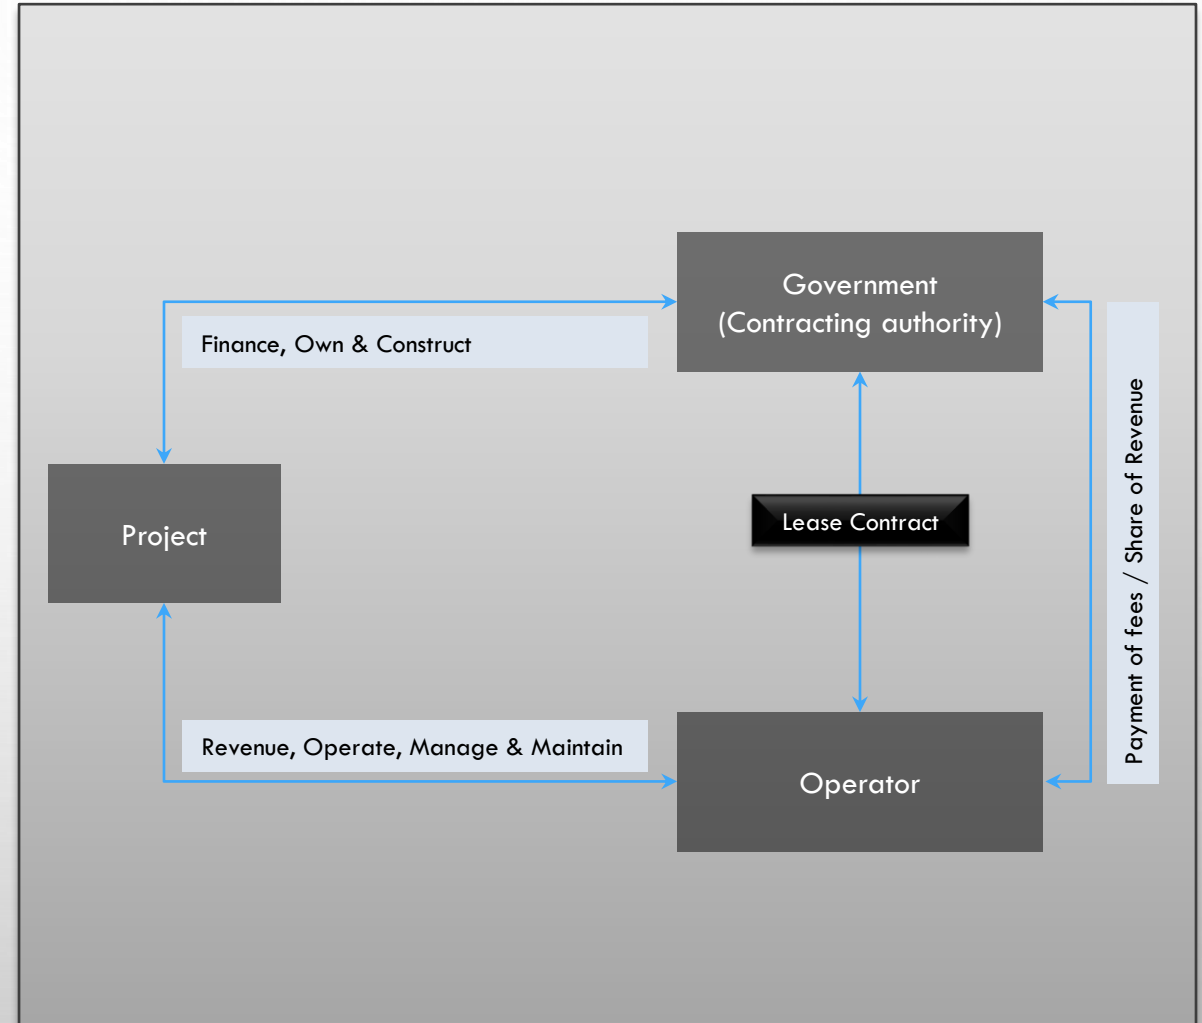 Government
(Contracting authority)
Finance, Own & Construct
Payment of fees / Share of Revenue
Project
Lease Contract
Revenue, Operate, Manage & Maintain
Operator